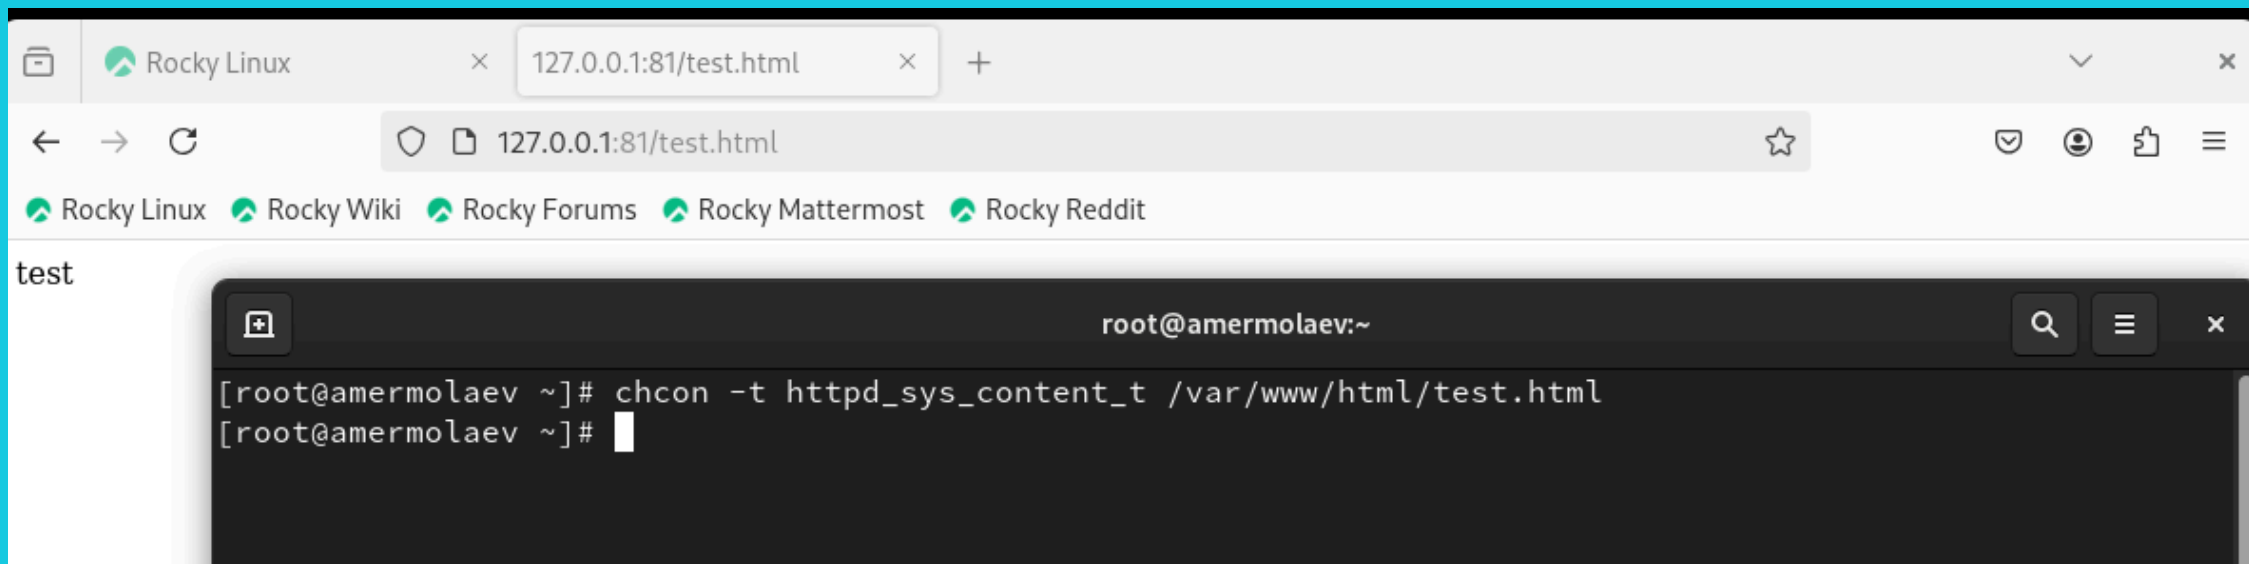 Rocky Linux 127.0.0.1:81/test.html
127.0.0.1:81/test.html
Rocky Linux Rocky Wiki Rocky Forums Rocky Mattermost Rocky Reddit
test
root@amermolaev:~
[root@amermolaev ~]# chcon -t httpd_sys_content_t /var/www/html/test.html
[root@amermolaev ~]#